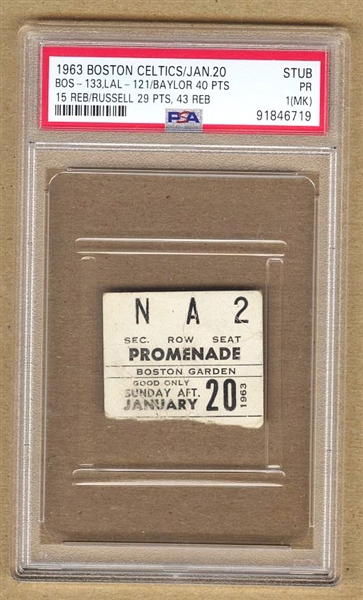 1963 BOSTON CELTICS/JAN.20 STUB
BOS - 133,LAL - 121/BAYLOR 40 PTS PR
15 REB/RUSSELL 29 PTS, 43 REB 1(MK)
PSA 91846719
N A 2
SEC. ROW SEAT
PROMENADE
BOSTON GARDEN
GOOD ONLY
SUNDAY AFT.
JANUARY 20 1963